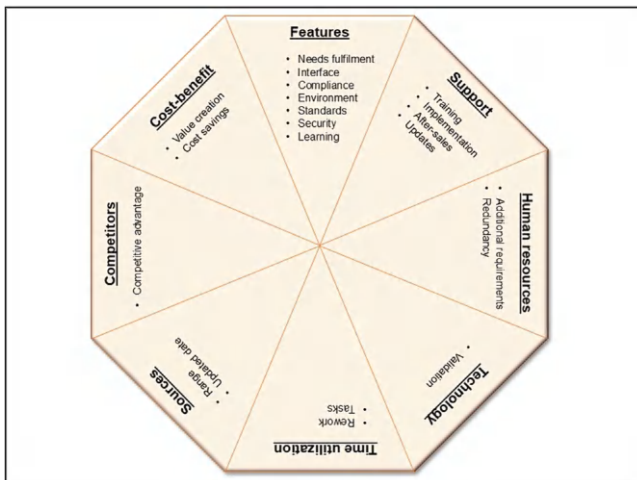 Features
• Needs fulfilment
• Interface
• Compliance
• Environment
• Standards
• Security
• Learning
Support
• Training
• Implementation
• After-sales
• Updates
Human resources
• Additional requirements
• Redundancy
Technology
• Validation
Time utilization
• Rework
• Tasks
Sources
• Range
• Updated date
Competitors
• Competitive advantage
Cost-benefit
• Value creation
• Cost savings